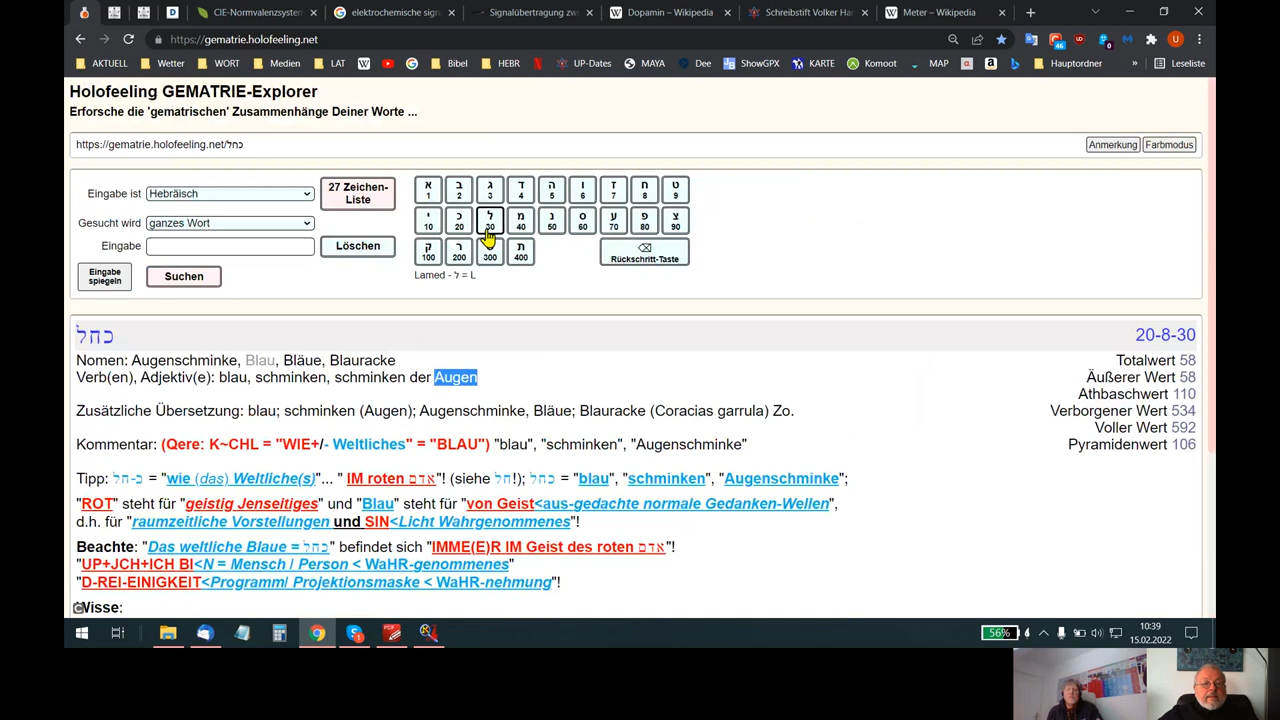 CIE-Normvalenzsystem
elektrochemische sign
Signalübertragung zw
Dopamin – Wikipedia
Schreibstift Volker Ha
Meter – Wikipedia
https://gematrie.holofeeling.net
AKTUELL Wetter WORT Medien LAT Bibel HEBR UP-Dates MAYA Dee ShowGPX KARTE Komoot MAP Hauptordner » Leseliste
Holofeeling GEMATRIE-Explorer
Erforsche die 'gematrischen' Zusammenhänge Deiner Worte ...
https://gematrie.holofeeling.net/כחל
Anmerkung Farbmodus
Eingabe ist Hebräisch
27 Zeichen-Liste
Gesucht wird ganzes Wort
Eingabe
Löschen
Eingabe spiegeln
Suchen
א ב ג ד ה ו ז ח ט
1 2 3 4 5 6 7 8 9
י כ ל מ נ ס ע פ צ
10 20 30 40 50 60 70 80 90
ק ר ת
100 200 300 400
⌫ Rückschritt-Taste
Lamed - ל = L
כחל 20-8-30
Nomen: Augenschminke, Blau, Bläue, Blauracke Totalwert 58
Verb(en), Adjektiv(e): blau, schminken, schminken der Augen Äußerer Wert 58
Athbaschwert 110
Zusätzliche Übersetzung: blau; schminken (Augen); Augenschminke, Bläue; Blauracke (Coracias garrula) Zo. Verborgener Wert 534
Voller Wert 592
Kommentar: (Qere: K~CHL = "WIE+/- Weltliches" = "BLAU") "blau", "schminken", "Augenschminke" Pyramidenwert 106
Tipp: כ-חל = "wie (das) Weltliche(s)"... " IM roten אדם"! (siehe חל!); כחל = "blau", "schminken", "Augenschminke";
"ROT" steht für "geistig Jenseitiges" und "Blau" steht für "von Geist<aus-gedachte normale Gedanken-Wellen",
d.h. für "raumzeitliche Vorstellungen und SIN<Licht Wahrgenommenes"!
Beachte: "Das weltliche Blaue = כחל" befindet sich "IMME(E)R IM Geist des roten אדם"!
"UP+JCH+ICH BI<N = Mensch / Person < WaHR-genommenes"
"D-REI-EINIGKEIT<Programm/ Projektionsmaske < WaHR-nehmung"!
Wisse:
56%
10:39
15.02.2022